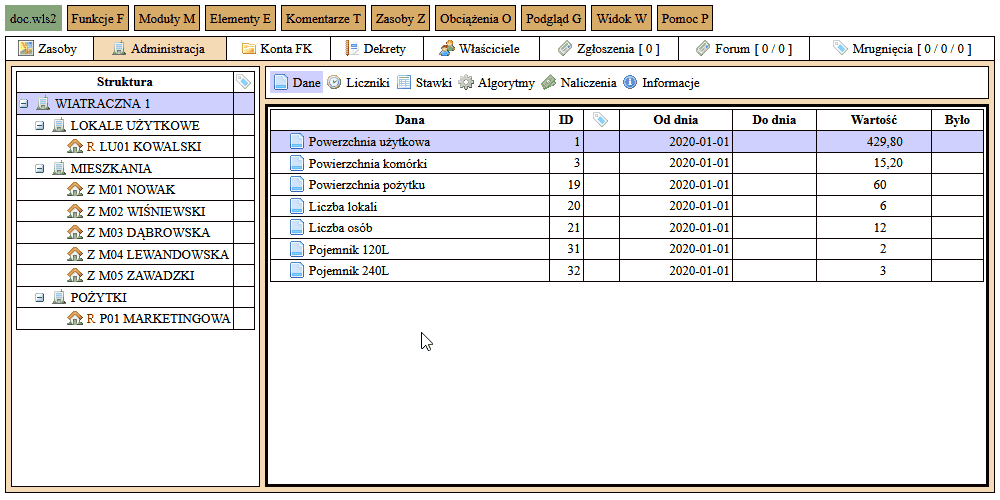 doc.wls2 Funkcje F Moduły M Elementy E Komentarze T Zasoby Z Obciążenia O Podgląd G Widok W Pomoc P
Zasoby Administracja Konta FK Dekrety Właściciele Zgłoszenia [ 0 ] Forum [ 0 / 0 ] Mrugnięcia [ 0 / 0 / 0 ]
Struktura
WIATRACZNA 1
LOKALE UŻYTKOWE
R LU01 KOWALSKI
MIESZKANIA
Z M01 NOWAK
Z M02 WIŚNIEWSKI
Z M03 DĄBROWSKA
Z M04 LEWANDOWSKA
Z M05 ZAWADZKI
POŻYTKI
R P01 MARKETINGOWA
Dane Liczniki Stawki Algorytmy Naliczenia Informacje
Dana ID Od dnia Do dnia Wartość Było
Powerzchnia użytkowa 1 2020-01-01 429,80
Powierzchnia komórki 3 2020-01-01 15,20
Powierzchnia pożytku 19 2020-01-01 60
Liczba lokali 20 2020-01-01 6
Liczba osób 21 2020-01-01 12
Pojemnik 120L 31 2020-01-01 2
Pojemnik 240L 32 2020-01-01 3